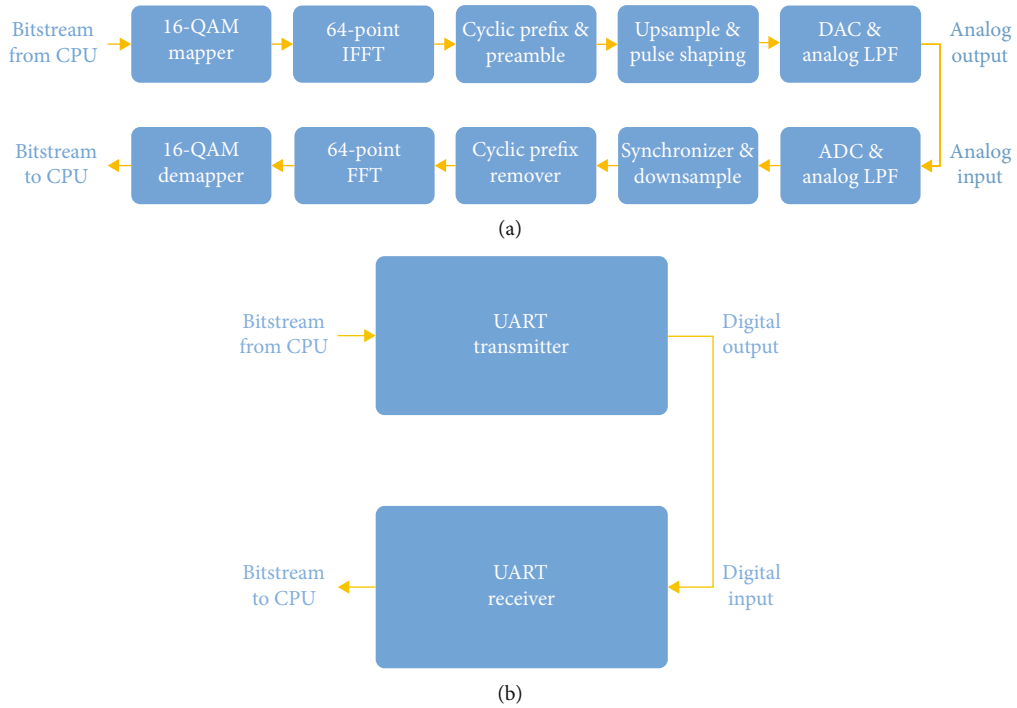 Bitstream
from CPU
16-QAM
mapper
64-point
IFFT
Cyclic prefix &
preamble
Upsample &
pulse shaping
DAC &
analog LPF
Analog
output
Bitstream
to CPU
16-QAM
demapper
64-point
FFT
Cyclic prefix
remover
Synchronizer &
downsample
ADC &
analog LPF
Analog
input
(a)
Bitstream
from CPU
UART
transmitter
Digital
output
Bitstream
to CPU
UART
receiver
Digital
input
(b)